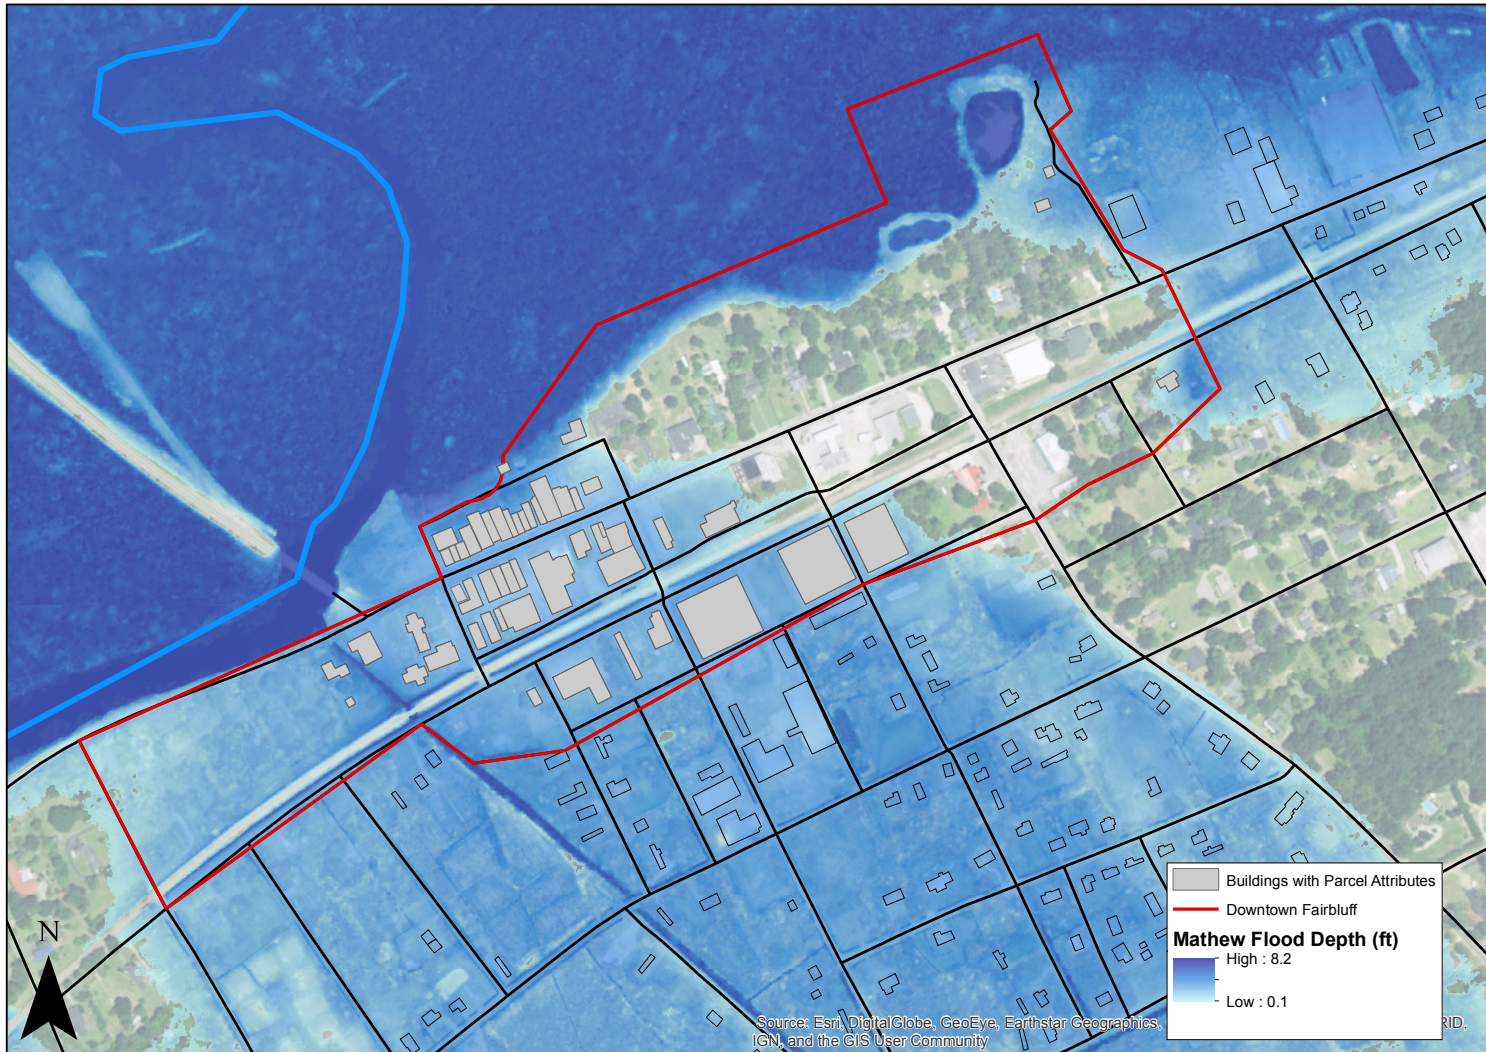 N
Buildings with Parcel Attributes
Downtown Fairbluff
Mathew Flood Depth (ft)
High : 8.2
Low : 0.1
Source: Esri, DigitalGlobe, GeoEye, Earthstar Geographics,
IGN, and the GIS User Community